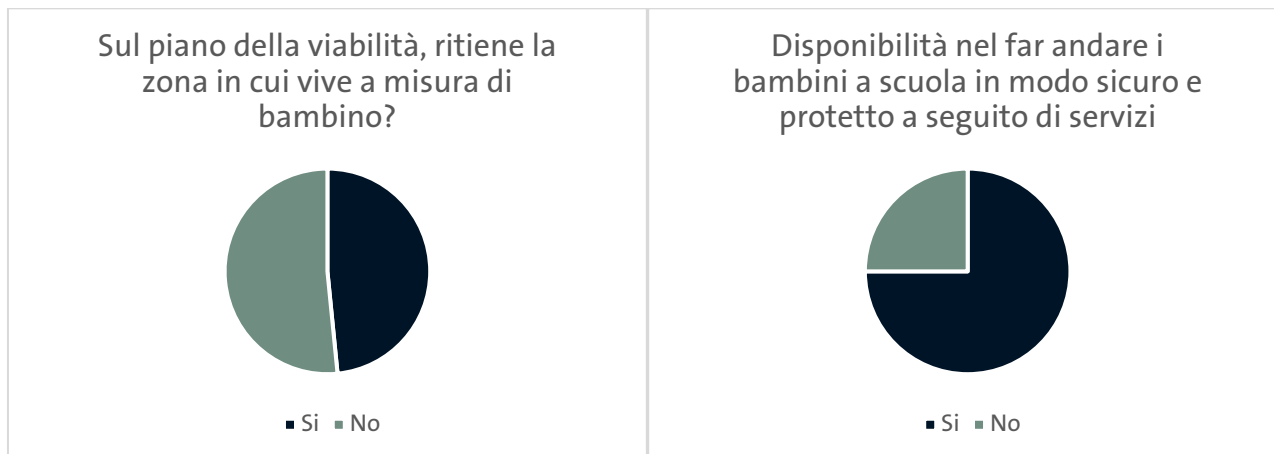 Sul piano della viabilità, ritiene la
zona in cui vive a misura di
bambino?
Si No
Disponibilità nel far andare i
bambini a scuola in modo sicuro e
protetto a seguito di servizi
Si No